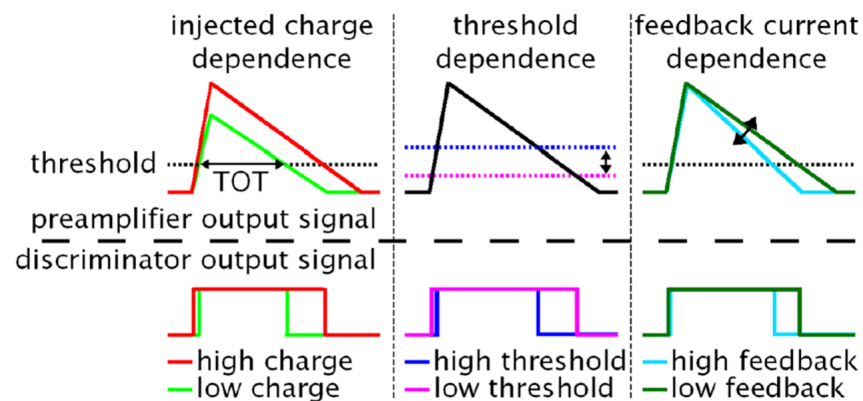 injected charge
dependence
threshold
dependence
feedback current
dependence
threshold
TOT
preamplifier output signal
discriminator output signal
high charge
low charge
high threshold
low threshold
high feedback
low feedback